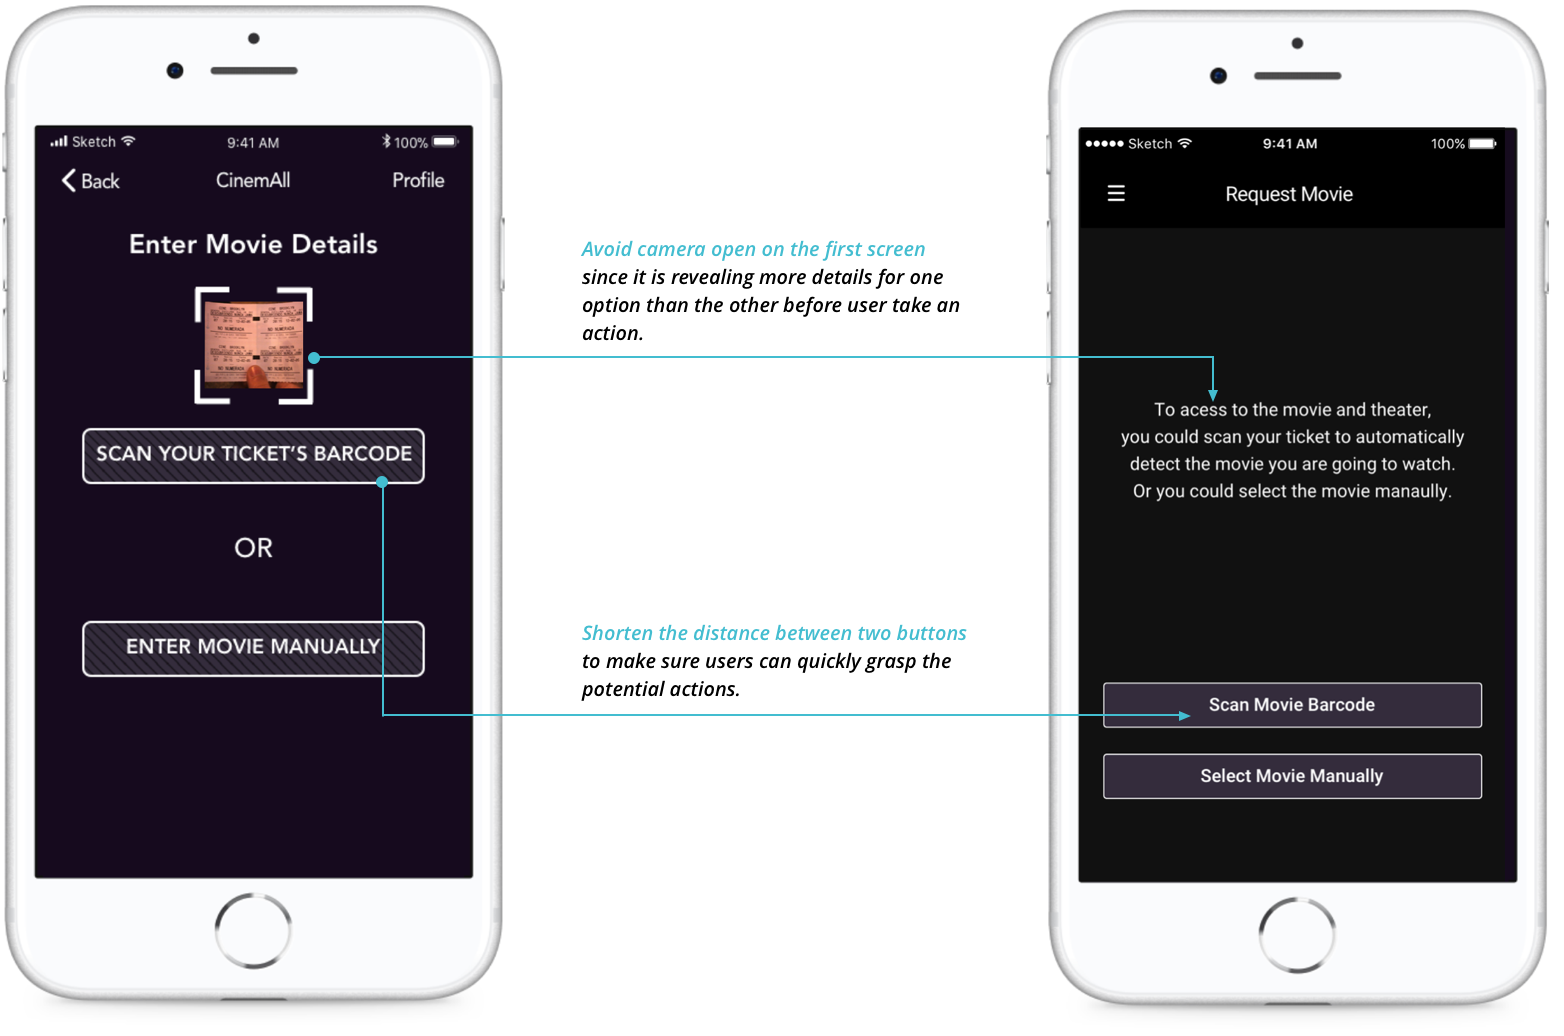 Sketch 9:41 AM 100%
Back CinemAll Profile
Enter Movie Details
SCAN YOUR TICKET'S BARCODE
OR
ENTER MOVIE MANUALLY
Avoid camera open on the first screen
since it is revealing more details for one
option than the other before user take an
action.
Shorten the distance between two buttons
to make sure users can quickly grasp the
potential actions.
Sketch 9:41 AM 100%
Request Movie
To acess to the movie and theater,
you could scan your ticket to automatically
detect the movie you are going to watch.
Or you could select the movie manaully.
Scan Movie Barcode
Select Movie Manually